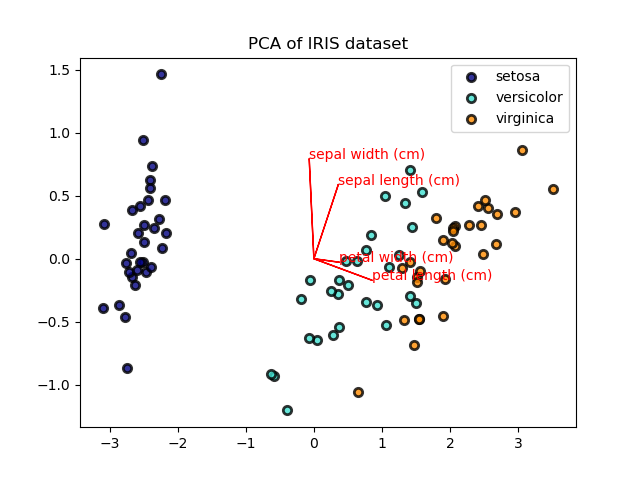 PCA of IRIS dataset
setosa
versicolor
virginica
1.5
1.0
0.5
0.0
−0.5
−1.0
sepal width (cm)
sepal length (cm)
petal width (cm)
petal length (cm)
−3
−2
−1
0
1
2
3